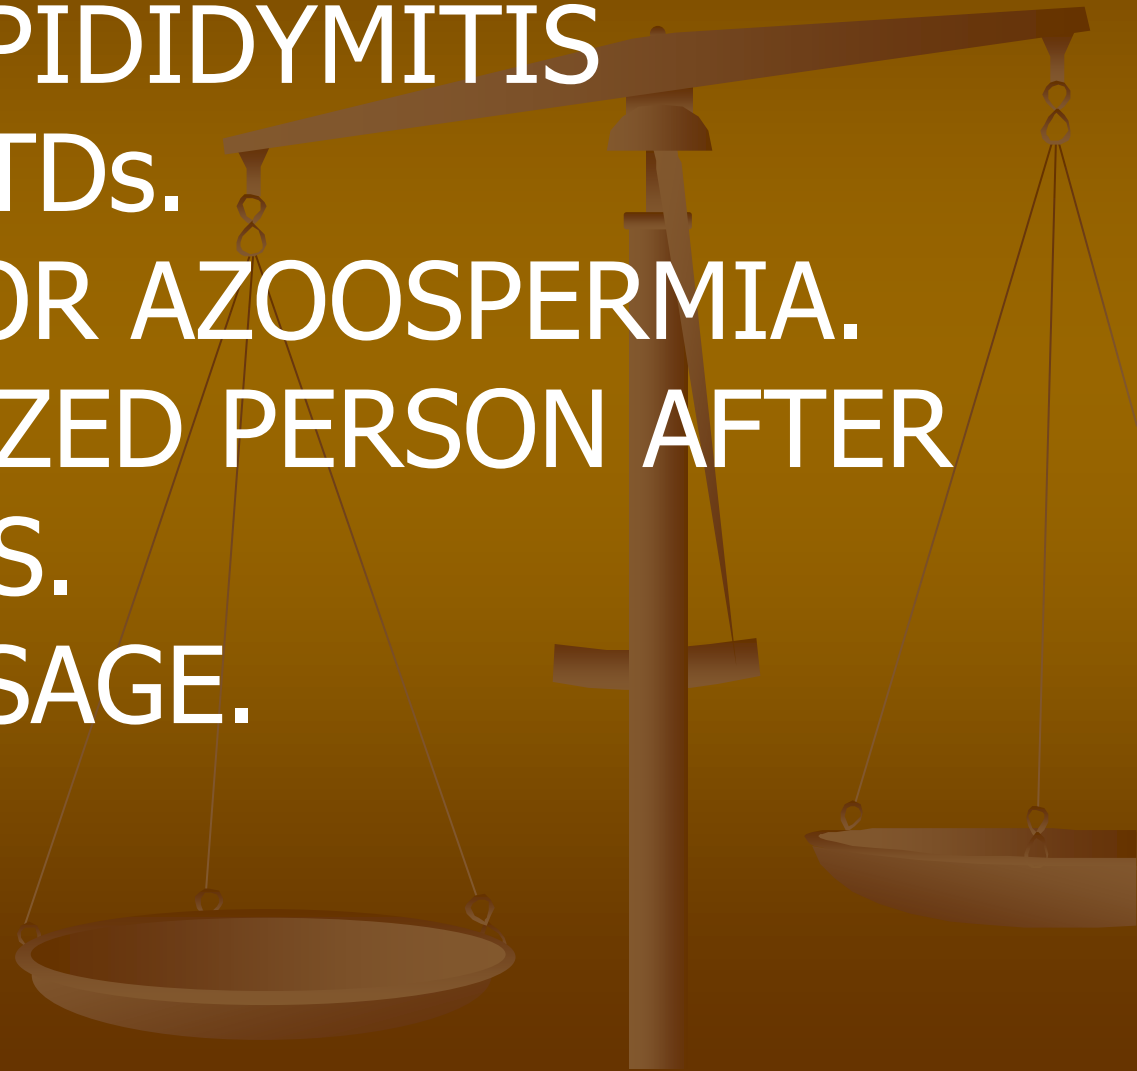 PIDIDYMITIS
TDs.
OR AZOOSPERMIA.
ZED PERSON AFTER
S.
SAGE.